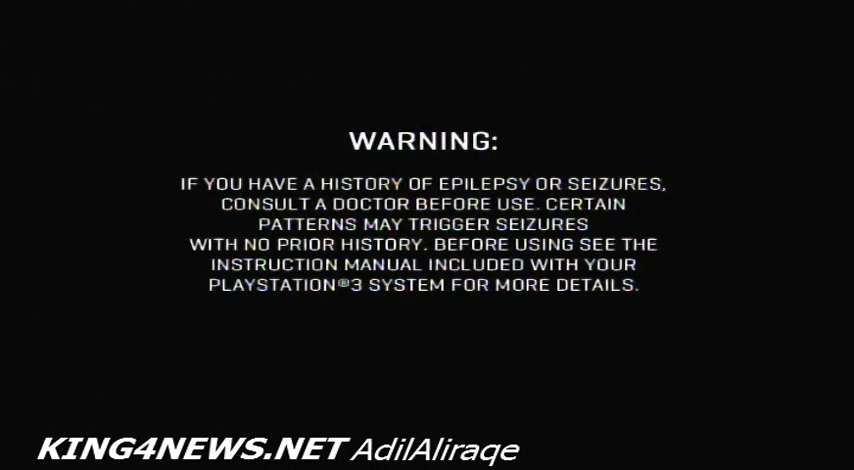 WARNING:
IF YOU HAVE A HISTORY OF EPILEPSY OR SEIZURES,
CONSULT A DOCTOR BEFORE USE. CERTAIN
PATTERNS MAY TRIGGER SEIZURES
WITH NO PRIOR HISTORY. BEFORE USING SEE THE
INSTRUCTION MANUAL INCLUDED WITH YOUR
PLAYSTATION®3 SYSTEM FOR MORE DETAILS.
KING4NEWS.NET AdilAliraqe